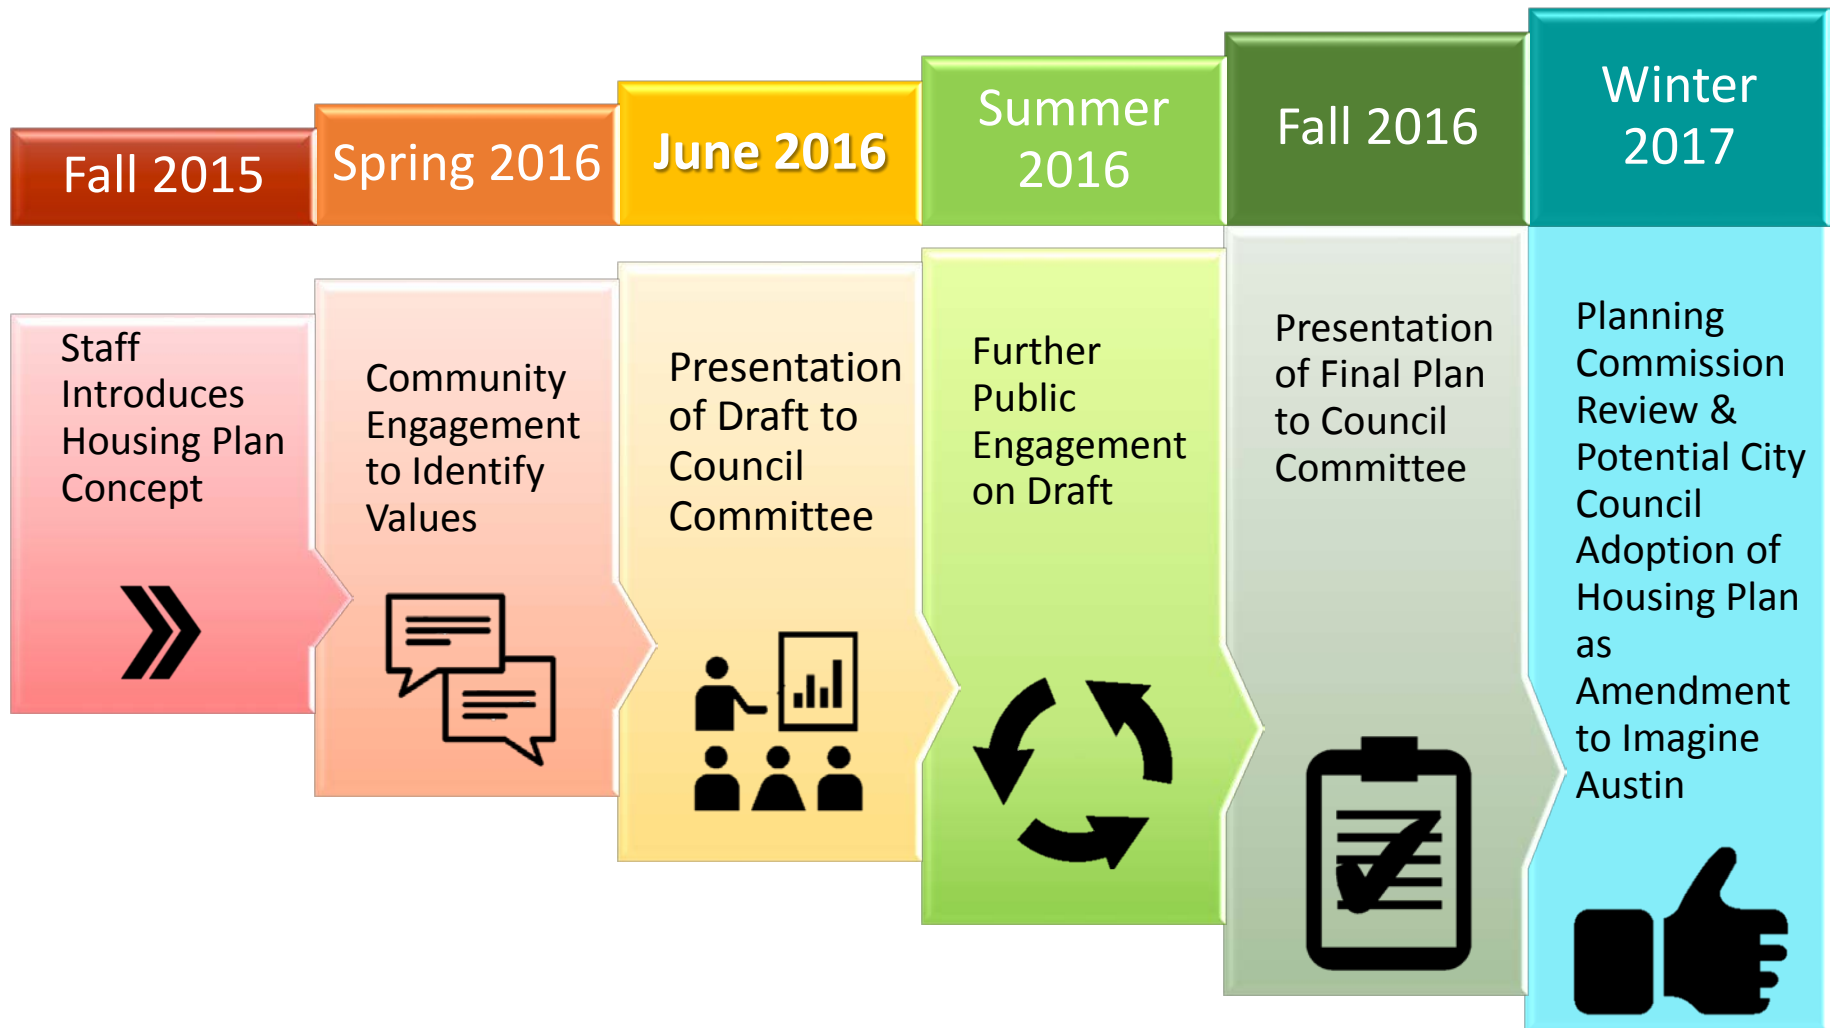 Fall 2015
Staff
Introduces
Housing Plan
Concept
Spring 2016
Community
Engagement
to Identify
Values
June 2016
Presentation
of Draft to
Council
Committee
Summer
2016
Further
Public
Engagement
on Draft
Fall 2016
Presentation
of Final Plan
to Council
Committee
Winter
2017
Planning
Commission
Review &
Potential City
Council
Adoption of
Housing Plan
as
Amendment
to Imagine
Austin